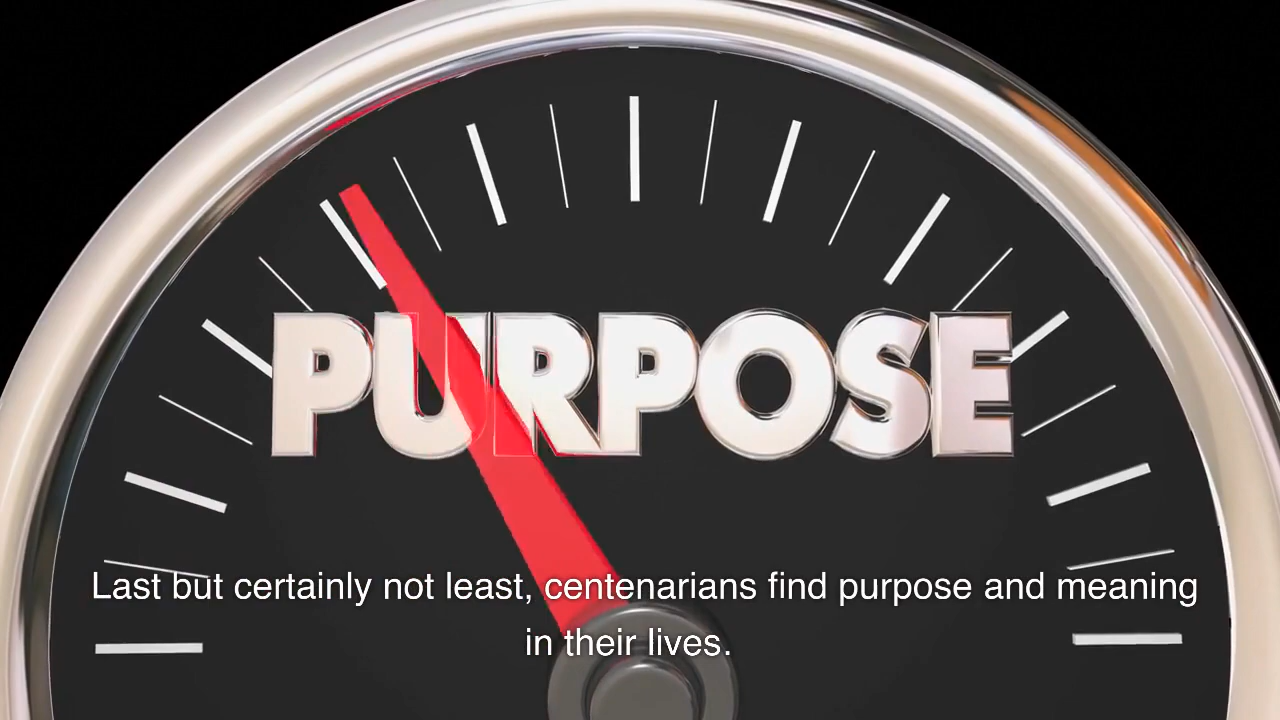 PURPOSE
Last but certainly not least, centenarians find purpose and meaning
in their lives.